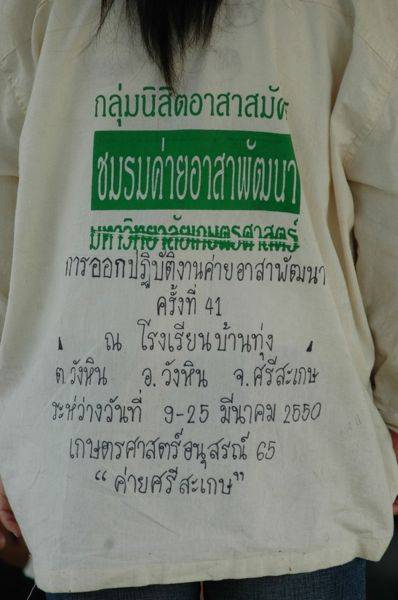 กลุ่มนิสิตอาสาสมัคร
ชมรมค่ายอาสาพัฒนา
มหาวิทยาลัยเกษตรศาสตร์
การออกปฏิบัติงานค่ายอาสาพัฒนา
ครั้งที่ 41
ณ โรงเรียนบ้านทุ่ง
ต.วังหิน อ.วังหิน จ.ศรีสะเกษ
ระหว่างวันที่ 9-25 มีนาคม 2550
เกษตรศาสตร์อนุสรณ์ 65
“ค่ายศรีสะเกษ”